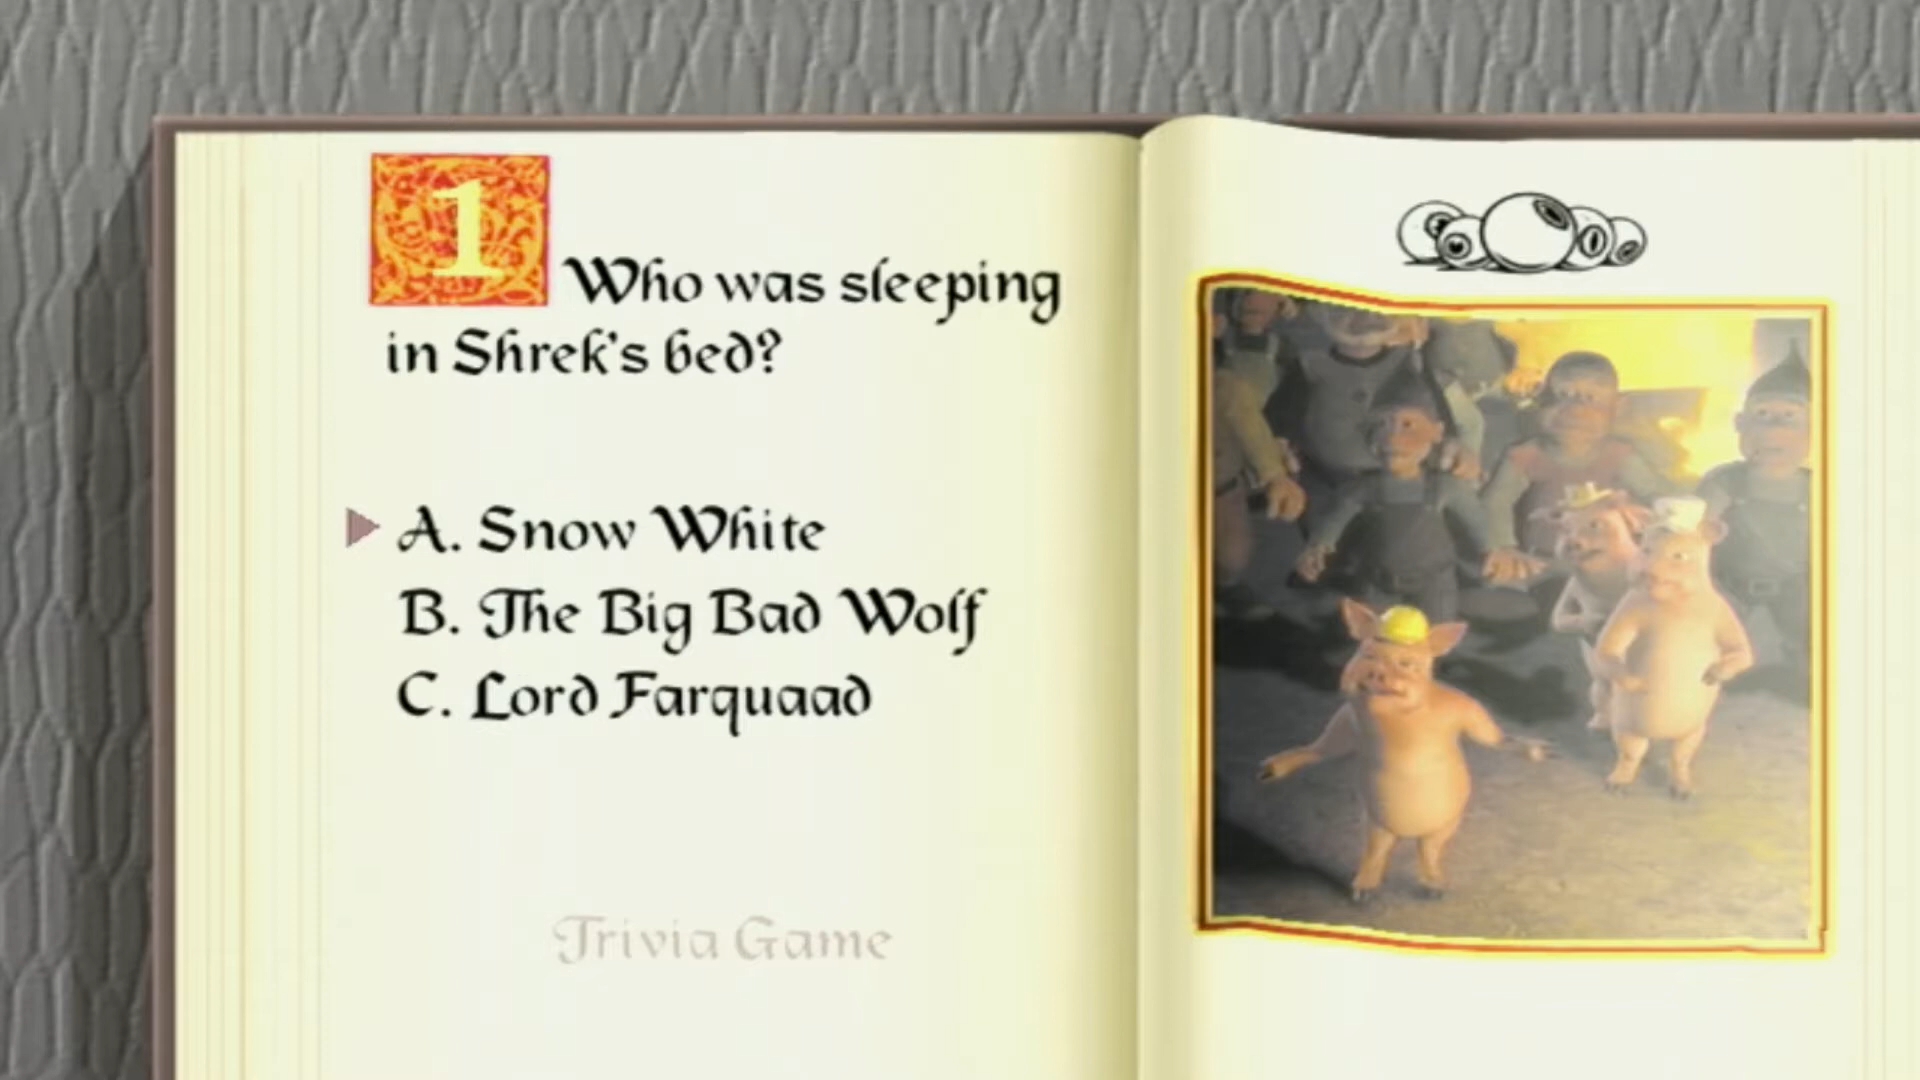 1 Who was sleeping
in Shrek's bed?
A. Snow White
B. The Big Bad Wolf
C. Lord Farquaad
Trivia Game